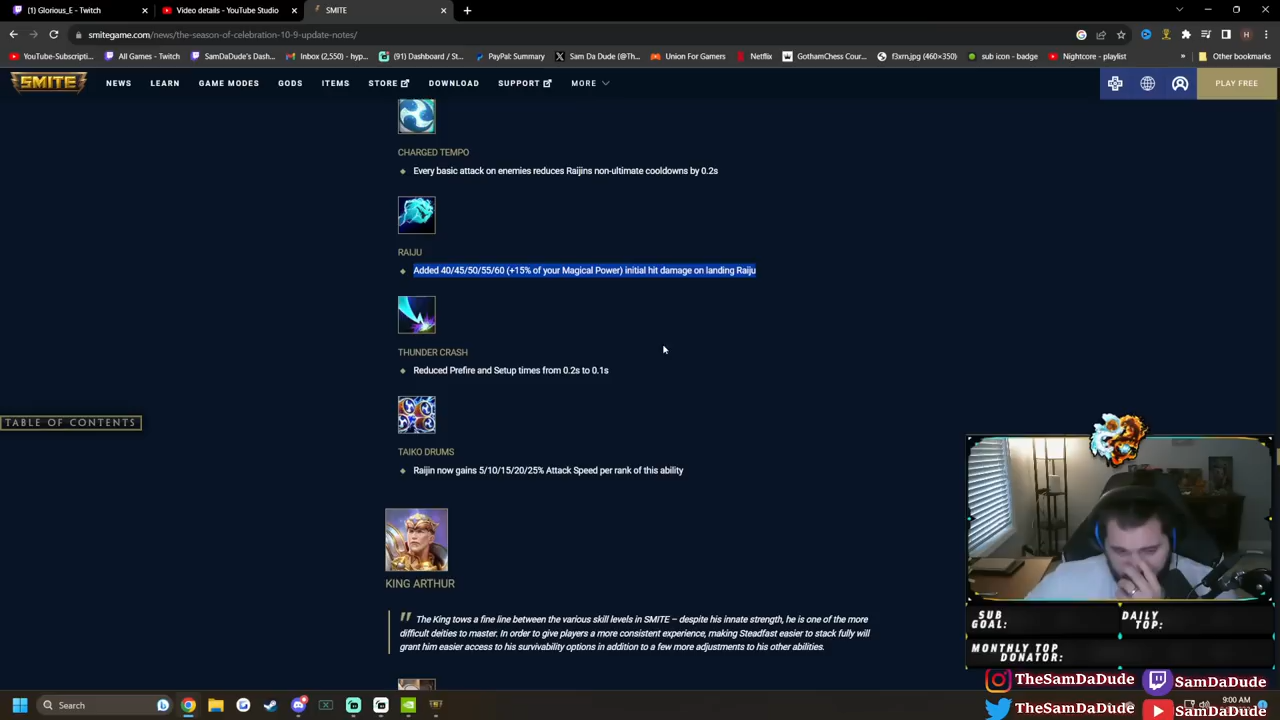 (1) Glorious_E - Twitch
Video details - YouTube Studio
SMITE
smitegame.com/news/the-season-of-celebration-10-9-update-notes/
YouTube-Subscripti...
All Games - Twitch
SamDaDude's Dash...
Inbox (2,550) - hyp...
(91) Dashboard / St...
PayPal: Summary
Sam Da Dude (@Th...
Union For Gamers
Netflix
GothamChess Cour...
f3xrn.jpg (460×350)
sub icon - badge
Nightcore - playlist
»
Other bookmarks
SMITE
NEWS
LEARN
GAME MODES
GODS
ITEMS
STORE
DOWNLOAD
SUPPORT
MORE
PLAY FREE
CHARGED TEMPO
Every basic attack on enemies reduces Raijins non-ultimate cooldowns by 0.2s
RAIJU
Added 40/45/50/55/60 (+15% of your Magical Power) initial hit damage on landing Raiju
THUNDER CRASH
Reduced Prefire and Setup times from 0.2s to 0.1s
TABLE OF CONTENTS
TAIKO DRUMS
Raijin now gains 5/10/15/20/25% Attack Speed per rank of this ability
KING ARTHUR
" The King tows a fine line between the various skill levels in SMITE – despite his innate strength, he is one of the more
difficult deities to master. In order to give players a more consistent experience, making Steadfast easier to stack fully will
grant him easier access to his survivability options in addition to a few more adjustments to his other abilities.
SUB
GOAL:
DAILY
TOP:
MONTHLY TOP
DONATOR:
TheSamDaDude
SamDaDude
TheSamDaDude
SamDaDude
Search
9:00 AM